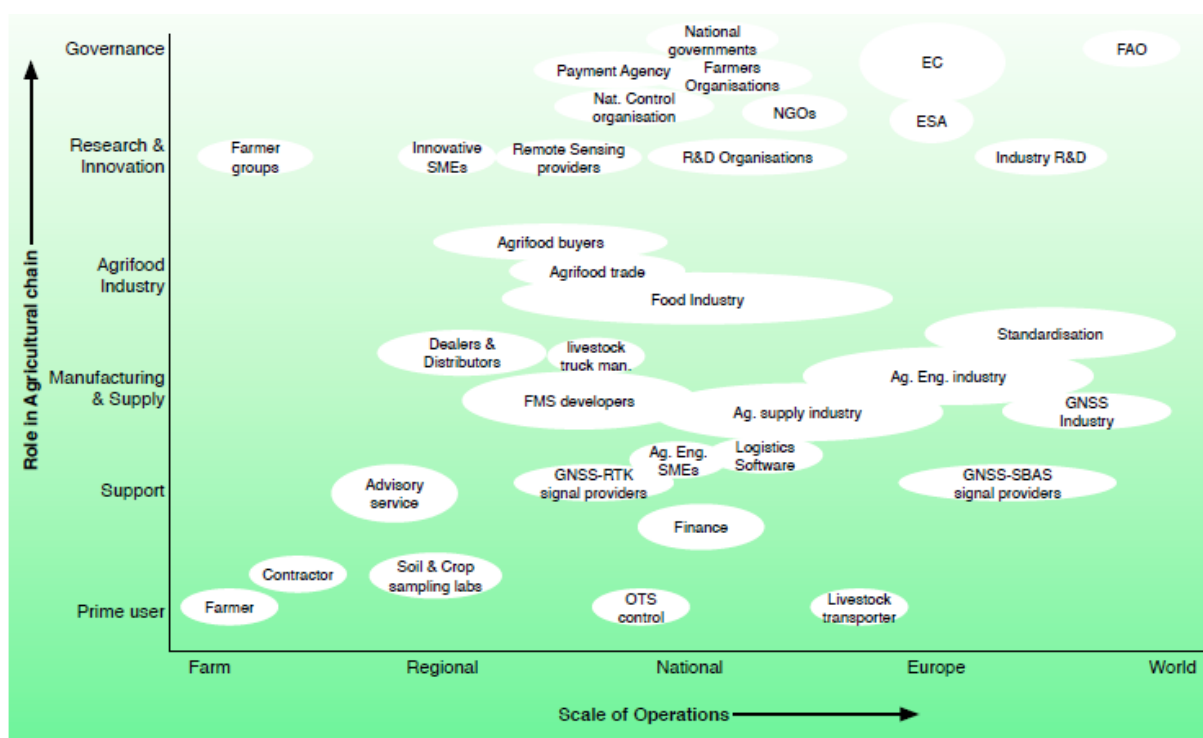 Governance
National
governments
EC
FAO
Payment Agency
Farmers
Organisations
Nat. Control
organisation
NGOs
ESA
Research &
Innovation
Farmer
groups
Innovative
SMEs
Remote Sensing
providers
R&D Organisations
Industry R&D
Agrifood buyers
Agrifood
Industry
Agrifood trade
Food Industry
Standardisation
Dealers &
Distributors
livestock
truck man.
Manufacturing
& Supply
Ag. Eng. industry
FMS developers
Ag. supply industry
GNSS
Industry
Ag. Eng.
SMEs
Logistics
Software
Support
Advisory
service
GNSS-RTK
signal providers
GNSS-SBAS
signal providers
Finance
Contractor
Soil & Crop
sampling labs
Prime user
Farmer
OTS
control
Livestock
transporter
Role in Agricultural chain
Farm
Regional
National
Europe
World
Scale of Operations